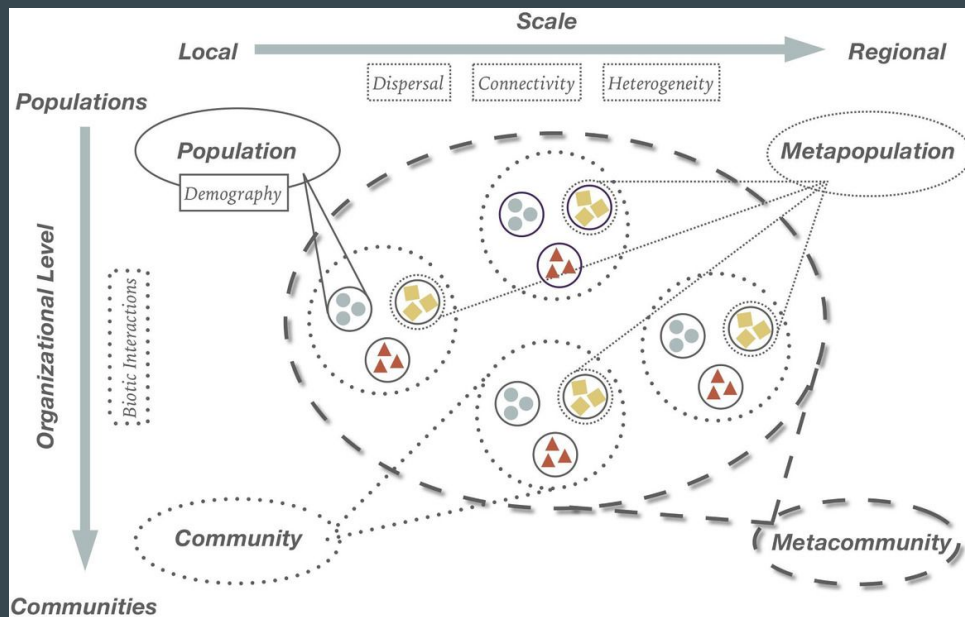 Scale
Local
Regional
Dispersal
Connectivity
Heterogeneity
Populations
Population
Demography
Metapopulation
Organizational Level
Biotic Interactions
Community
Metacommunity
Communities